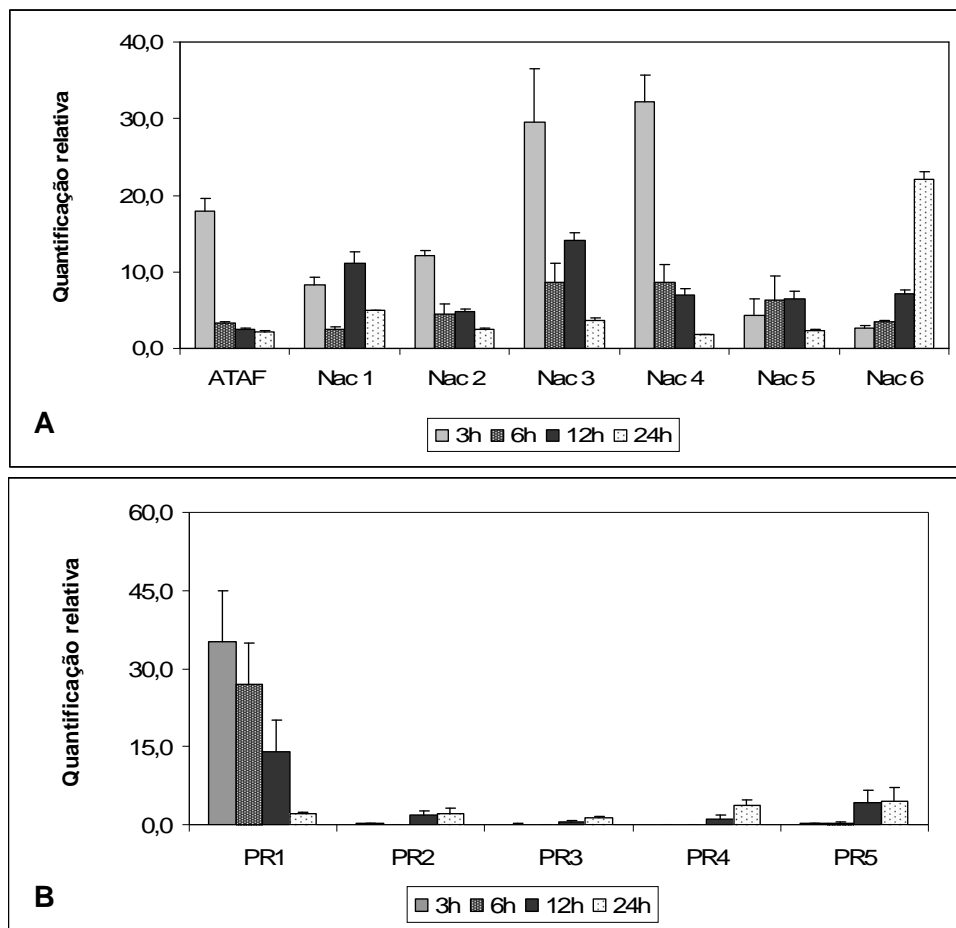 40,0
30,0
20,0
10,0
0,0
Quantificação relativa
ATAF Nac 1 Nac 2 Nac 3 Nac 4 Nac 5 Nac 6
A
3h 6h 12h 24h
60,0
45,0
30,0
15,0
0,0
Quantificação relativa
PR1 PR2 PR3 PR4 PR5
B
3h 6h 12h 24h